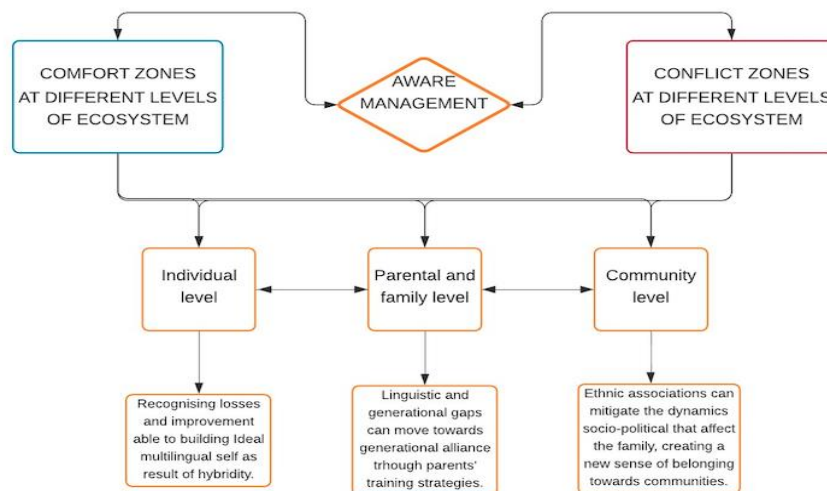 COMFORT ZONES
AT DIFFERENT LEVELS
OF ECOSYSTEM
AWARE
MANAGEMENT
CONFLICT ZONES
AT DIFFERENT LEVELS
OF ECOSYSTEM
Individual
level
Parental and
family level
Community
level
Recognising losses
and improvement
able to building Ideal
multilingual self as
result of hybridity.
Linguistic and
generational gaps
can move towards
generational alliance
trhough parents'
training strategies.
Ethnic associations can
mitigate the dynamics
socio-political that affect
the family, creating a
new sense of belonging
towards communities.